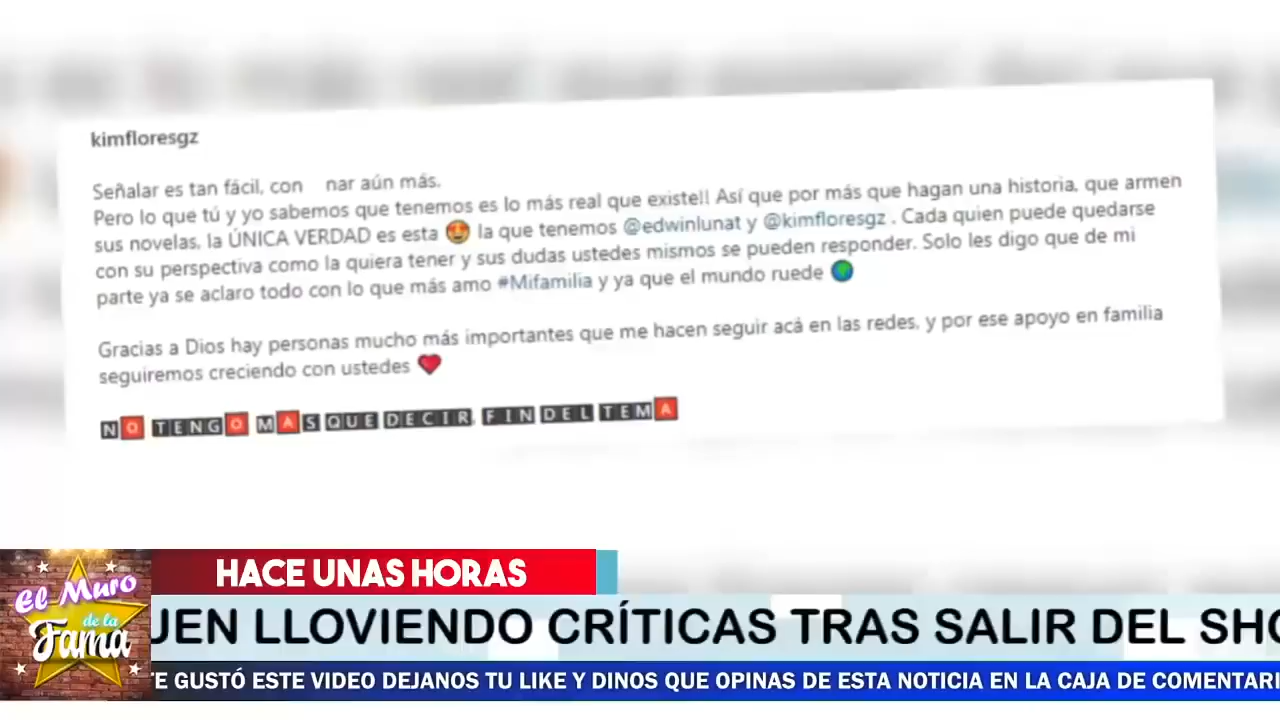 kimfloresgz
Señalar es tan fácil, con nar aún más.
Pero lo que tú y yo sabemos que tenemos es lo más real que existe!! Así que por más que hagan una historia, que armen
sus novelas, la ÚNICA VERDAD es esta 🤩 la que tenemos @edwinlunat y @kimfloresgz . Cada quien puede quedarse
con su perspectiva como la quiera tener y sus dudas ustedes mismos se pueden responder. Solo les digo que de mi
parte ya se aclaro todo con lo que más amo #Mifamilia y ya que el mundo ruede 🌍
Gracias a Dios hay personas mucho más importantes que me hacen seguir acá en las redes, y por ese apoyo en familia
seguiremos creciendo con ustedes ❤️
NO TENGO MAS QUE DECIR, FIN DEL TEMA
HACE UNAS HORAS
El Muro
de la
Fama
UEN LLOVIENDO CRÍTICAS TRAS SALIR DEL SHO
TE GUSTÓ ESTE VIDEO DEJANOS TU LIKE Y DINOS QUE OPINAS DE ESTA NOTICIA EN LA CAJA DE COMENTARI